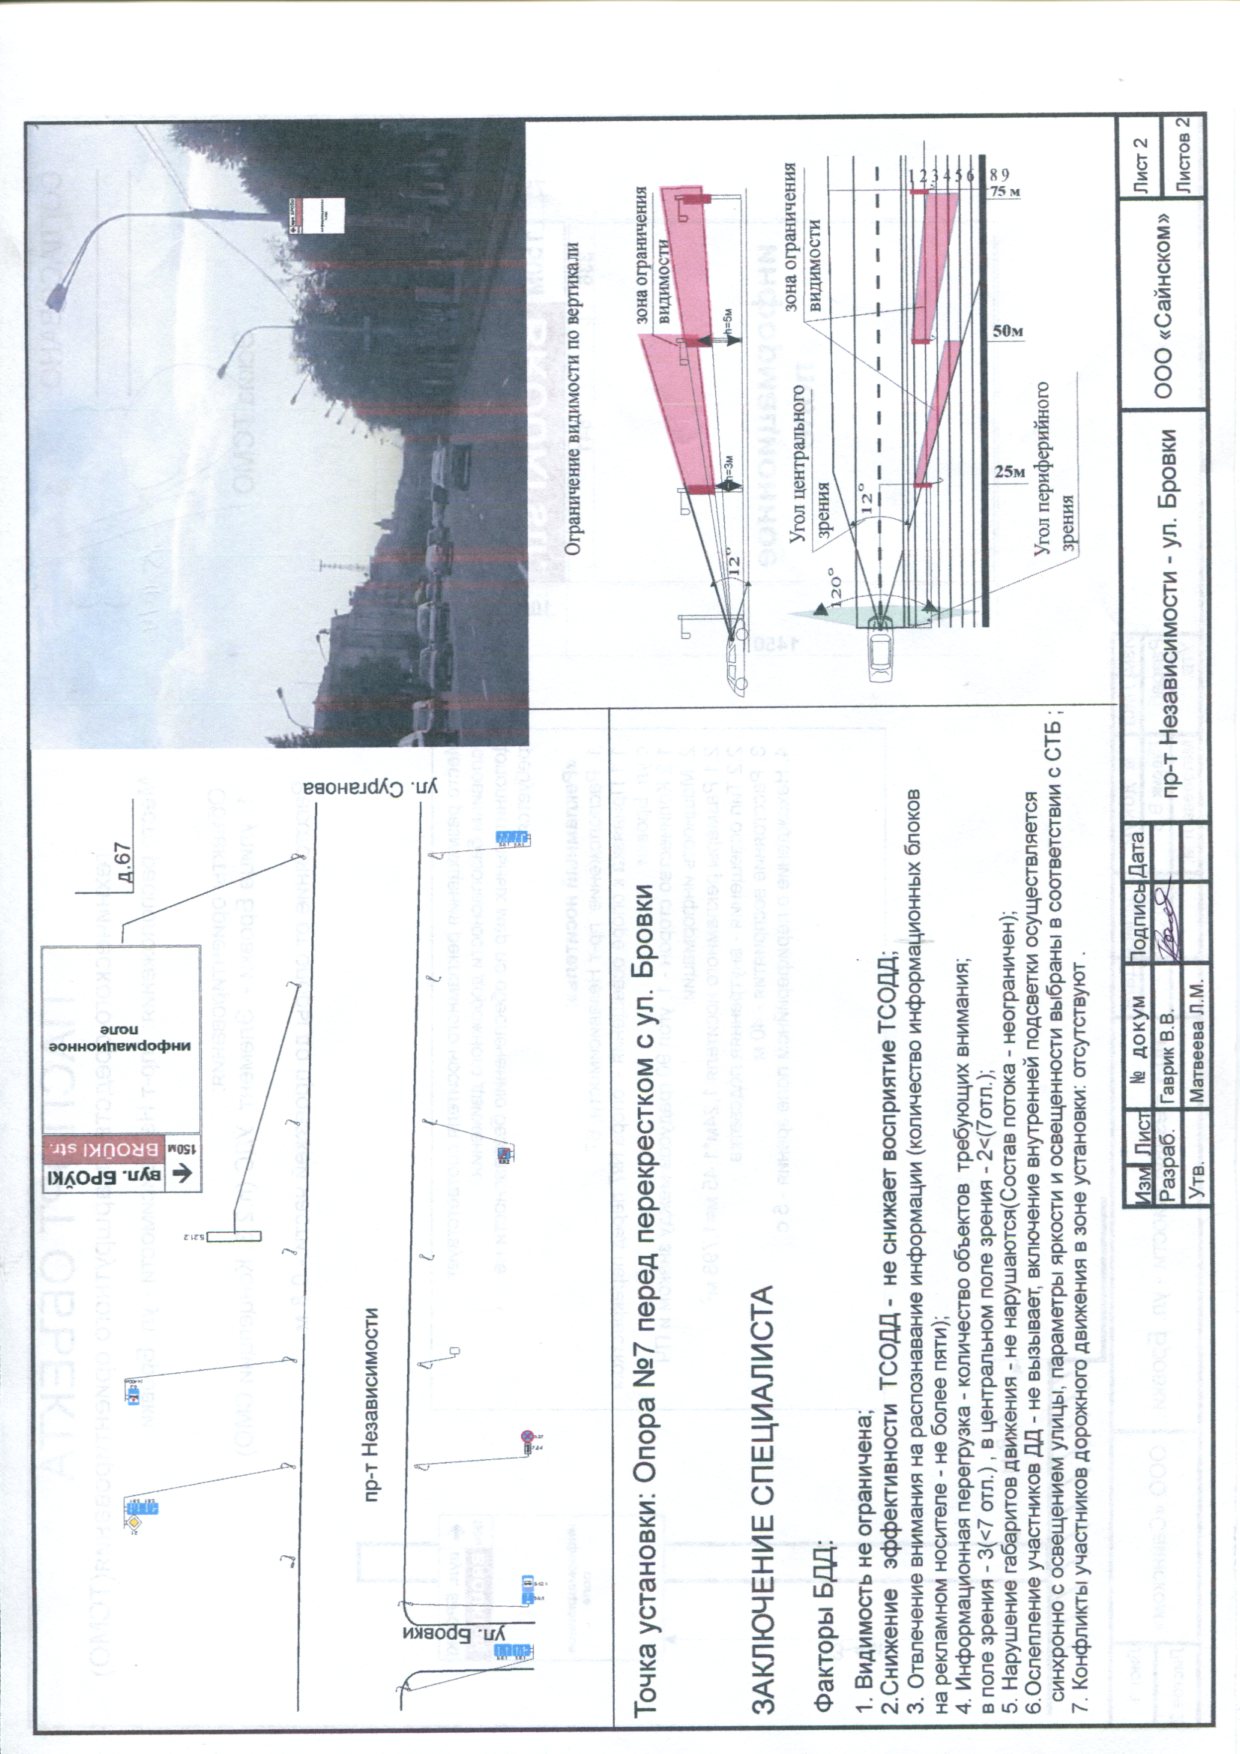 д.67
вул. БРОЎКІ
BROŬKI str.
150м
информационное
поле
5.21.2
ул. Сурганова
пр-т Независимости
ул. Бровки
Ограничение видимости по вертикали
зона ограничения
видимости
h=3м
h=5м
12°
зона ограничения
видимости
Угол центрального
зрения
120°
12°
1 2 3 4 5 6 8 9
25м
50м
75 м
Угол периферийного
зрения
Точка установки: Опора №7 перед перекрестком с ул. Бровки
ЗАКЛЮЧЕНИЕ СПЕЦИАЛИСТА
Факторы БДД:
1. Видимость не ограничена;
2.Снижение эффективности ТСОДД - не снижает восприятие ТСОДД;
3. Отвлечение внимания на распознавание информации (количество информационных блоков
на рекламном носителе - не более пяти);
4. Информационная перегрузка - количество объектов требующих внимания
в поле зрения - 3(<7 отл.) , в центральном поле зрения - 2<(7отл.);
5. Нарушение габаритов движения - не нарушаются(Состав потока - неограничен);
6.Ослепление участников ДД - не вызывает, включение внутренней подсветки осуществляется
синхронно с освещением улицы, параметры яркости и освещенности выбраны в соответствии с СТБ ;
7. Конфликты участников дорожного движения в зоне установки: отсутствуют .
Изм Лист № докум Подпись Дата
Разраб. Гаврик В.В.
Утв. Матвеева Л.М.
пр-т Независимости - ул. Бровки
ООО «Сайнском»
Лист 2
Листов 2